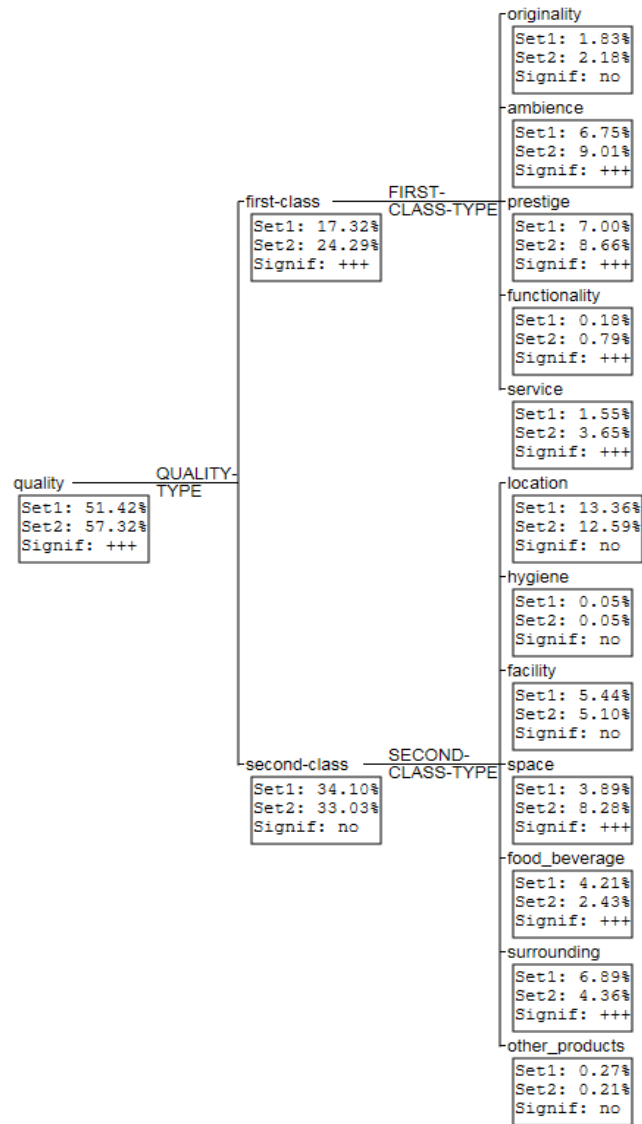 originality
Set1: 1.83%
Set2: 2.18%
Signif: no
ambience
Set1: 6.75%
Set2: 9.01%
Signif: +++
first-class
FIRST-
CLASS-TYPE
prestige
Set1: 17.32%
Set2: 24.29%
Signif: +++
Set1: 7.00%
Set2: 8.66%
Signif: +++
functionality
Set1: 0.18%
Set2: 0.79%
Signif: +++
service
Set1: 1.55%
Set2: 3.65%
Signif: +++
quality
QUALITY-
TYPE
Set1: 51.42%
Set2: 57.32%
Signif: +++
location
Set1: 13.36%
Set2: 12.59%
Signif: no
hygiene
Set1: 0.05%
Set2: 0.05%
Signif: no
facility
Set1: 5.44%
Set2: 5.10%
Signif: no
second-class
SECOND-
CLASS-TYPE
space
Set1: 34.10%
Set2: 33.03%
Signif: no
Set1: 3.89%
Set2: 8.28%
Signif: +++
food_beverage
Set1: 4.21%
Set2: 2.43%
Signif: +++
surrounding
Set1: 6.89%
Set2: 4.36%
Signif: +++
other_products
Set1: 0.27%
Set2: 0.21%
Signif: no